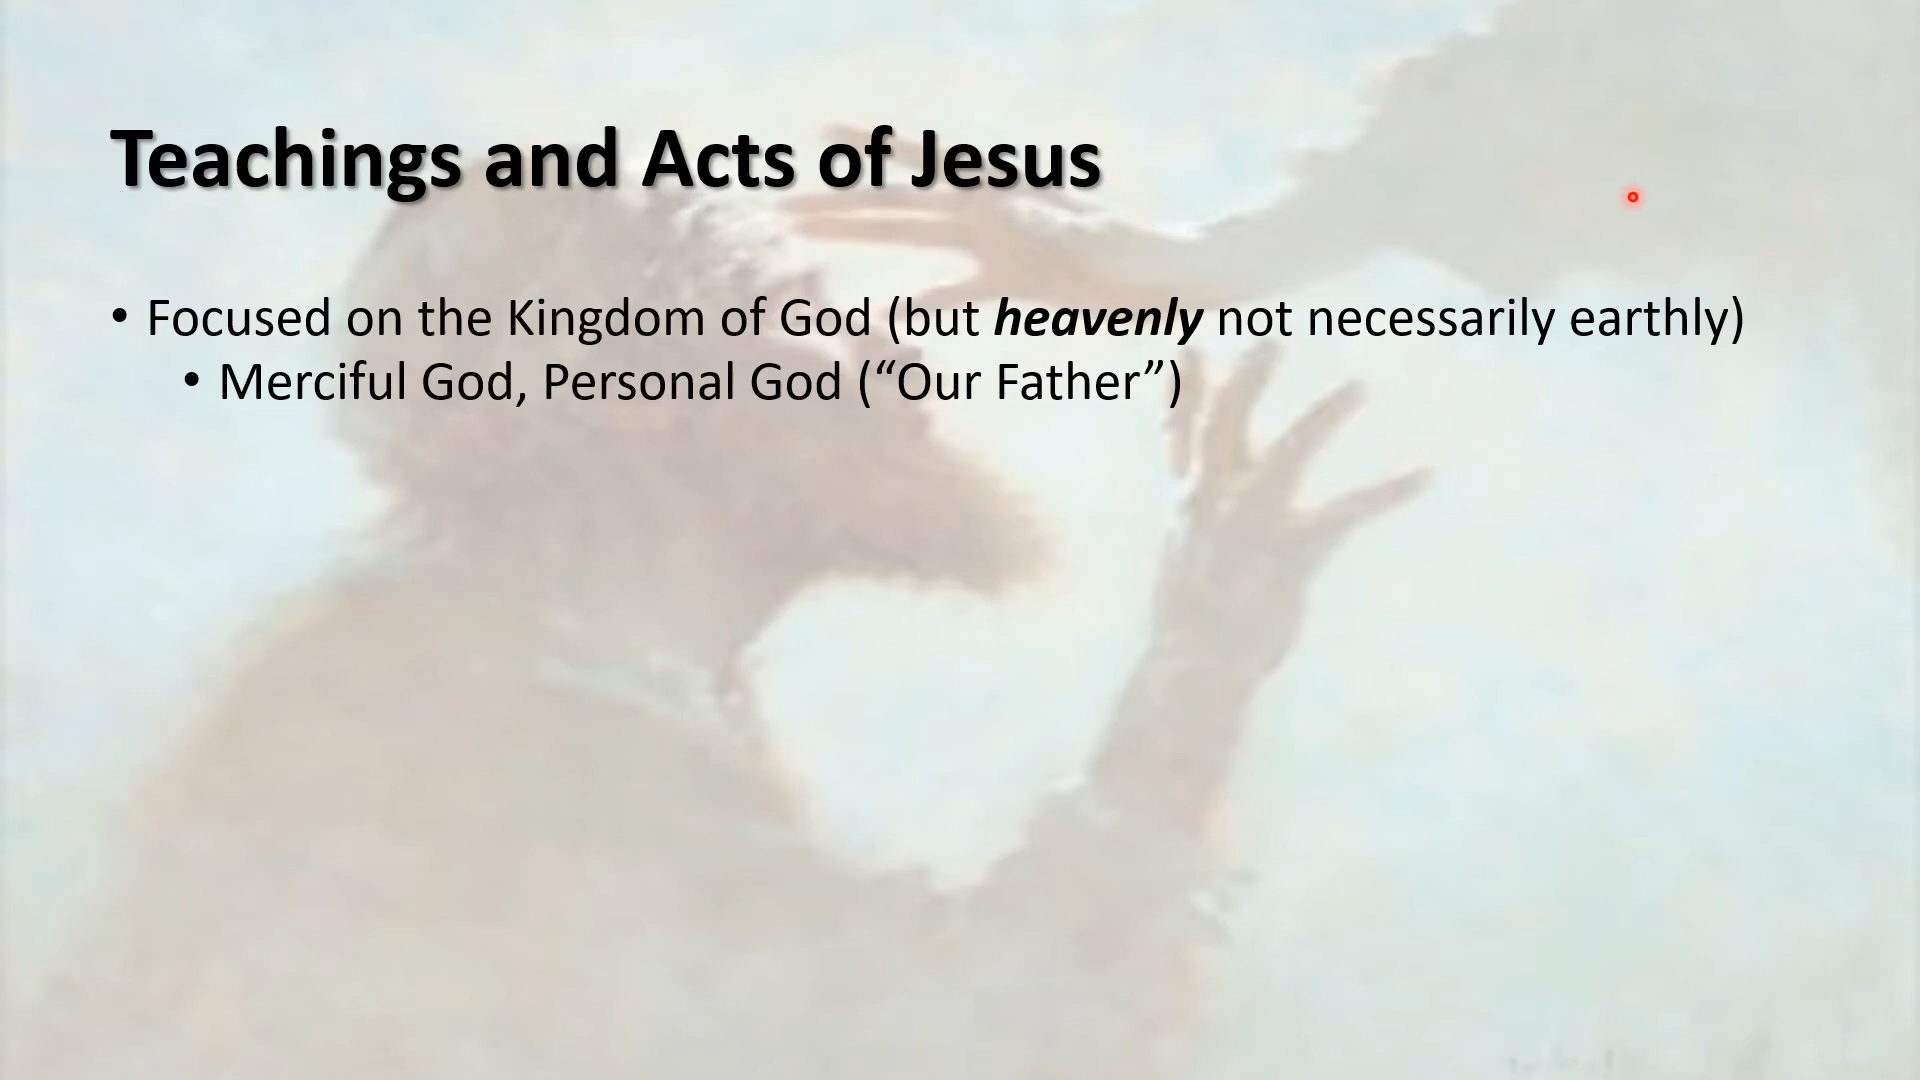 Teachings and Acts of Jesus
• Focused on the Kingdom of God (but heavenly not necessarily earthly)
• Merciful God, Personal God (“Our Father”)